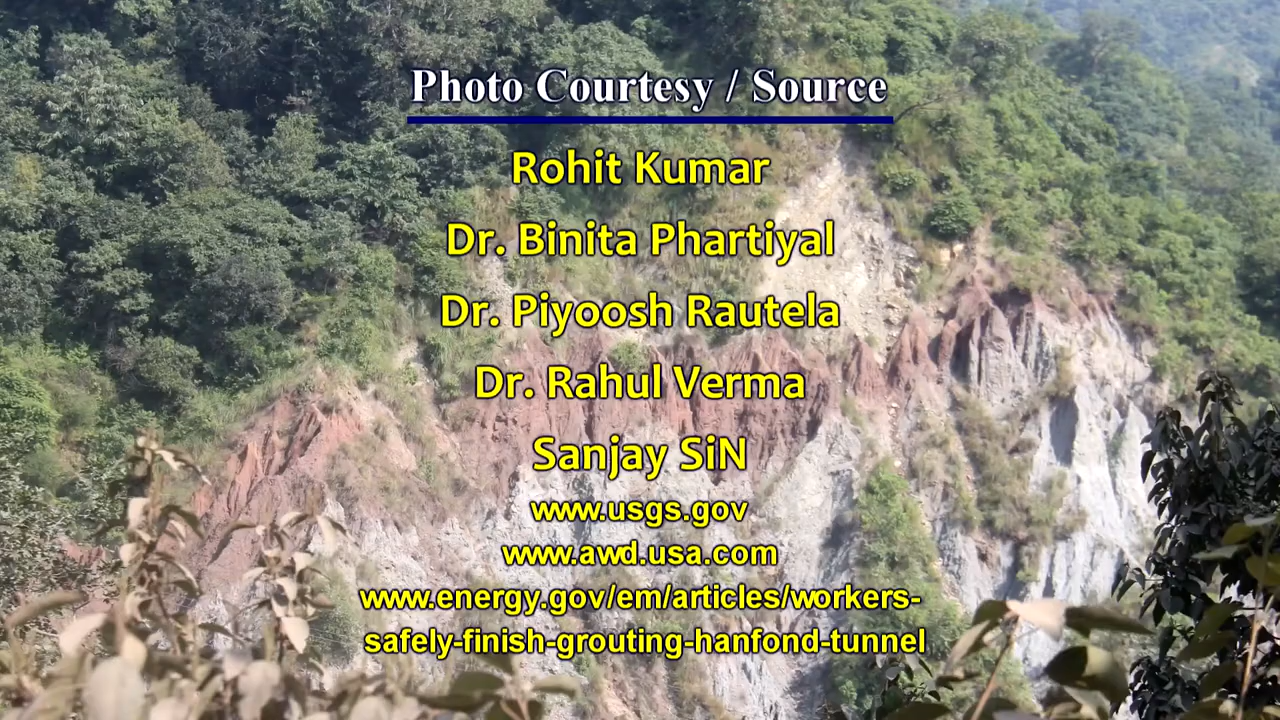 Photo Courtesy / Source
Rohit Kumar
Dr. Binita Phartiyal
Dr. Piyoosh Rautela
Dr. Rahul Verma
Sanjay SiN
www.usgs.gov
www.awd.usa.com
www.energy.gov/em/articles/workers-
safely-finish-grouting-hanfond-tunnel